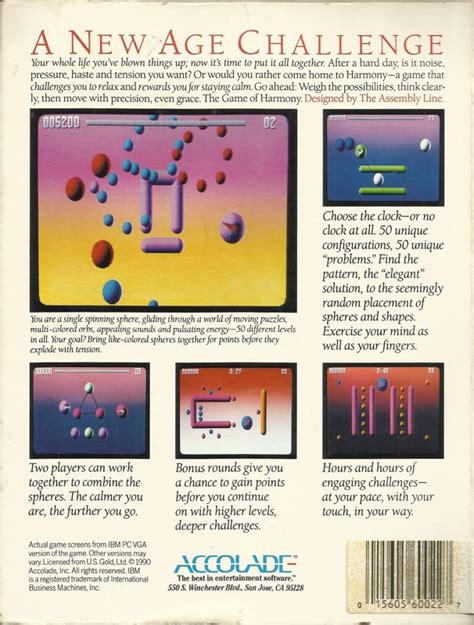 A New Age Challenge
Your whole life you've blown things up; now it's time to put it all together. After a hard day, is it noise,
pressure, haste and tension you want? Or would you rather come home to Harmony—a game that
challenges you to relax and rewards you for staying calm. Go ahead: Weigh the possibilities, think clear-
ly, then move with precision, even grace. The Game of Harmony. Designed by The Assembly Line.
005200
02
Choose the clock—or no
clock at all. 50 unique
configurations, 50 unique
"problems." Find the
pattern, the "elegant"
solution, to the seemingly
random placement of
spheres and shapes.
Exercise your mind as
well as your fingers.
You are a single spinning sphere, gliding through a world of moving puzzles,
multi-colored orbs, appealing sounds and pulsating energy—50 different levels
in all. Your goal? Bring like-colored spheres together for points before they
explode with tension.
Two players can work
together to combine the
spheres. The calmer you
are, the further you go.
Bonus rounds give you
a chance to gain points
before you continue
on with higher levels,
deeper challenges.
Hours and hours of
engaging challenges—
at your pace, with your
touch, in your way.
Actual game screens from IBM PC VGA
version of the game. Other versions may
vary. Licensed from U.S. Gold, Ltd. ©1990
Accolade, Inc. All rights reserved. IBM
is a registered trademark of International
Business Machines, Inc.
ACCOLADE
The best in entertainment software.™
550 S. Winchester Blvd., San Jose, CA 95128
0 15605 60022 7